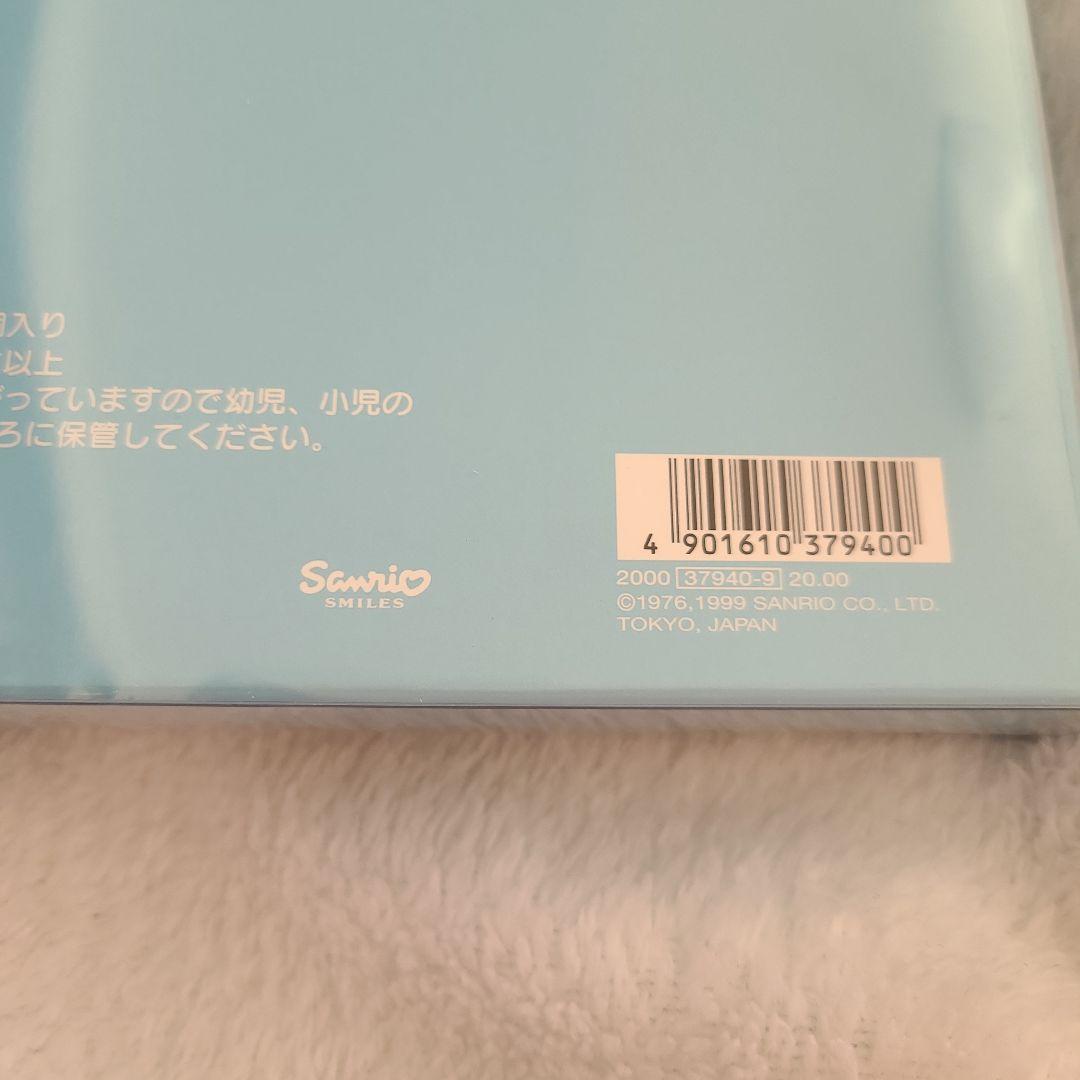 個入り
以上
がっていますので幼児、小児の
ろに保管してください。
4 901610 379400
Sanrio
SMILES
2000 37940-9 20.00
©1976,1999 SANRIO CO., LTD.
TOKYO, JAPAN